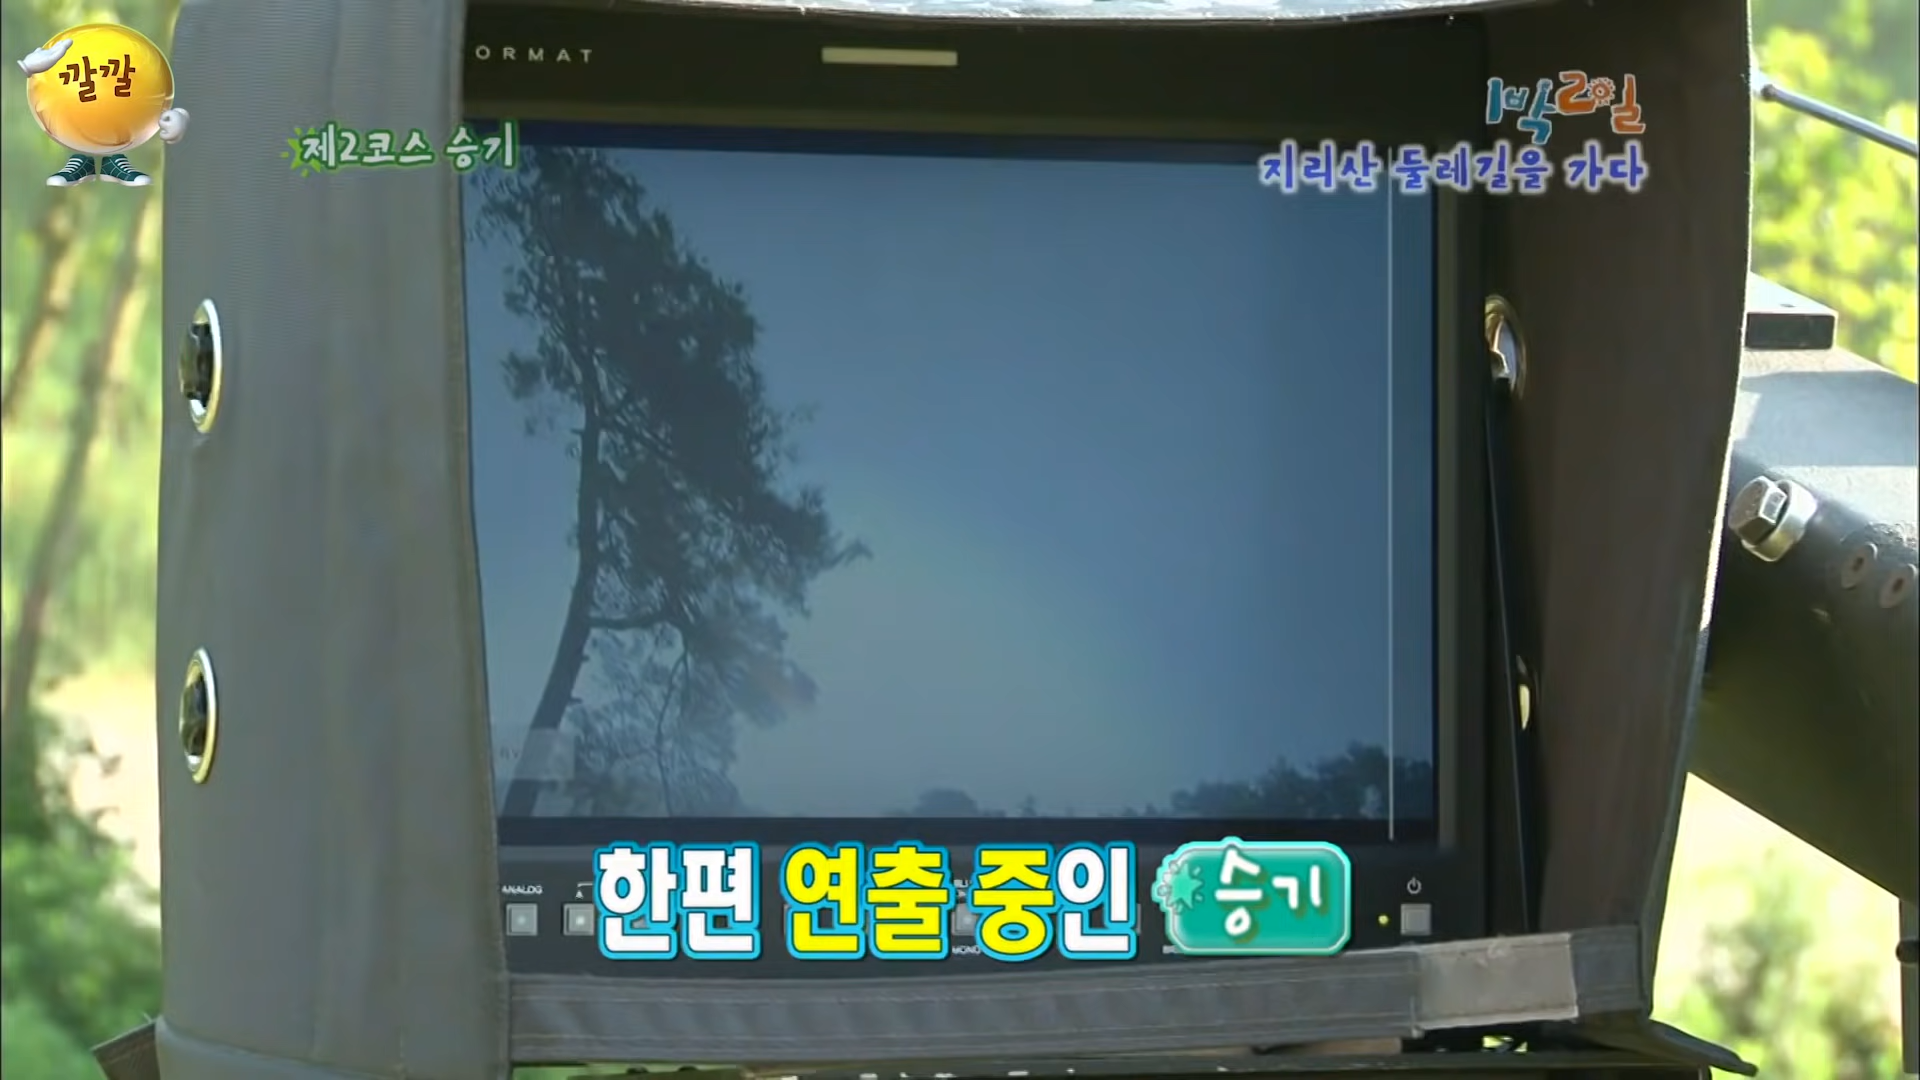 깔깔
ORMAT
1박2일
제2코스 승기
지리산 둘레길을 가다
ANALOG
A
MONO
한편 연출 중인 승기